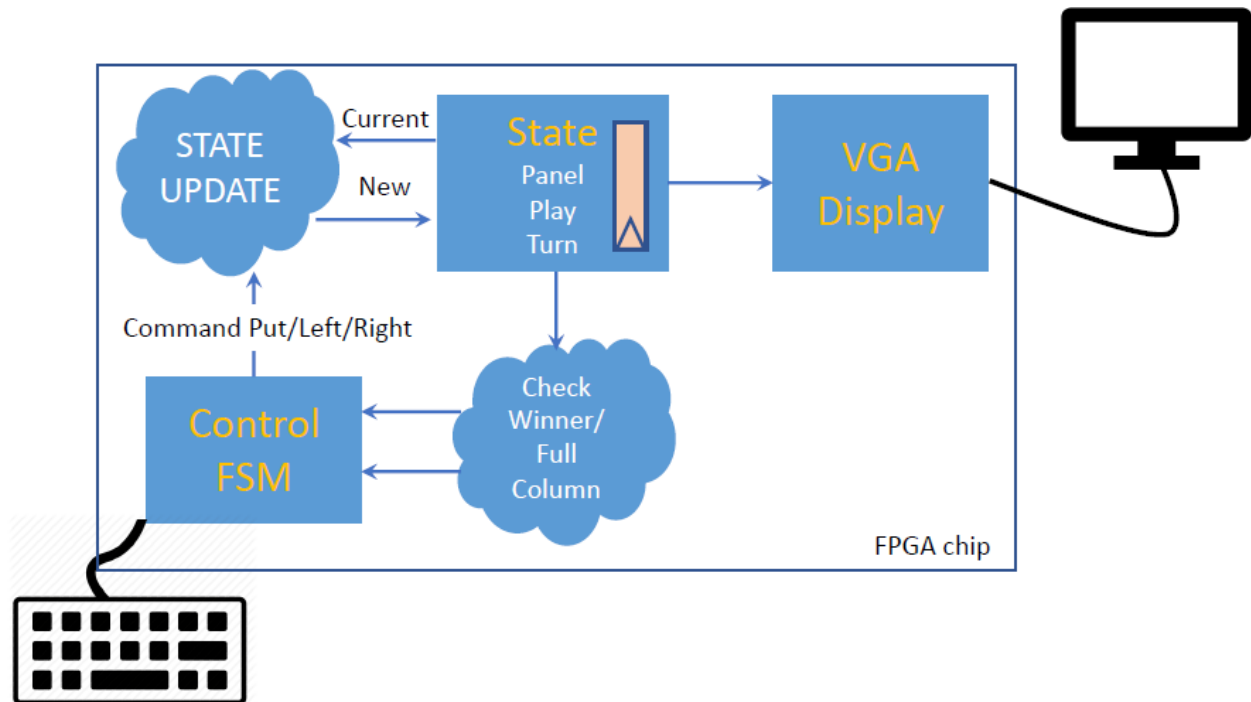 Current
STATE
UPDATE
New
State
Panel
Play
Turn
VGA
Display
Command Put/Left/Right
Control
FSM
Check
Winner/
Full
Column
FPGA chip